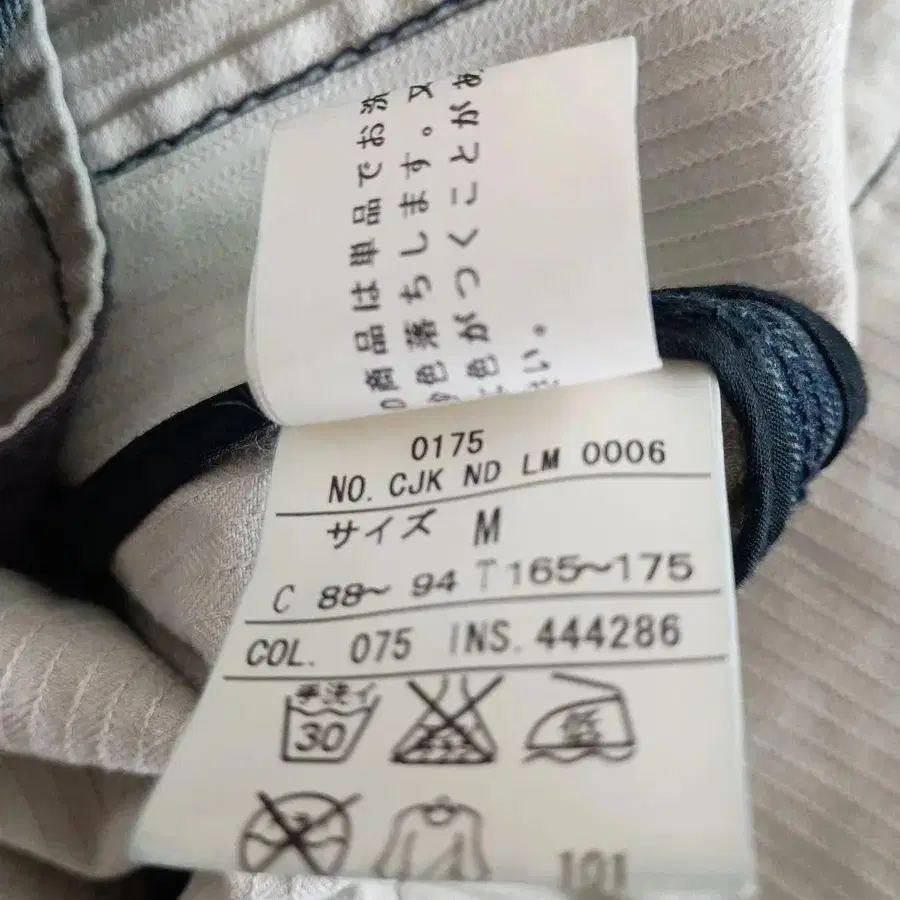 商品は単品でお洗
色落ちします。又
色がつくことがあ
い。
0175
NO. CJK ND LM 0006
サイズ M
C 88～ 94 T 165～175
COL. 075 INS. 444286
手洗イ
30
低
101